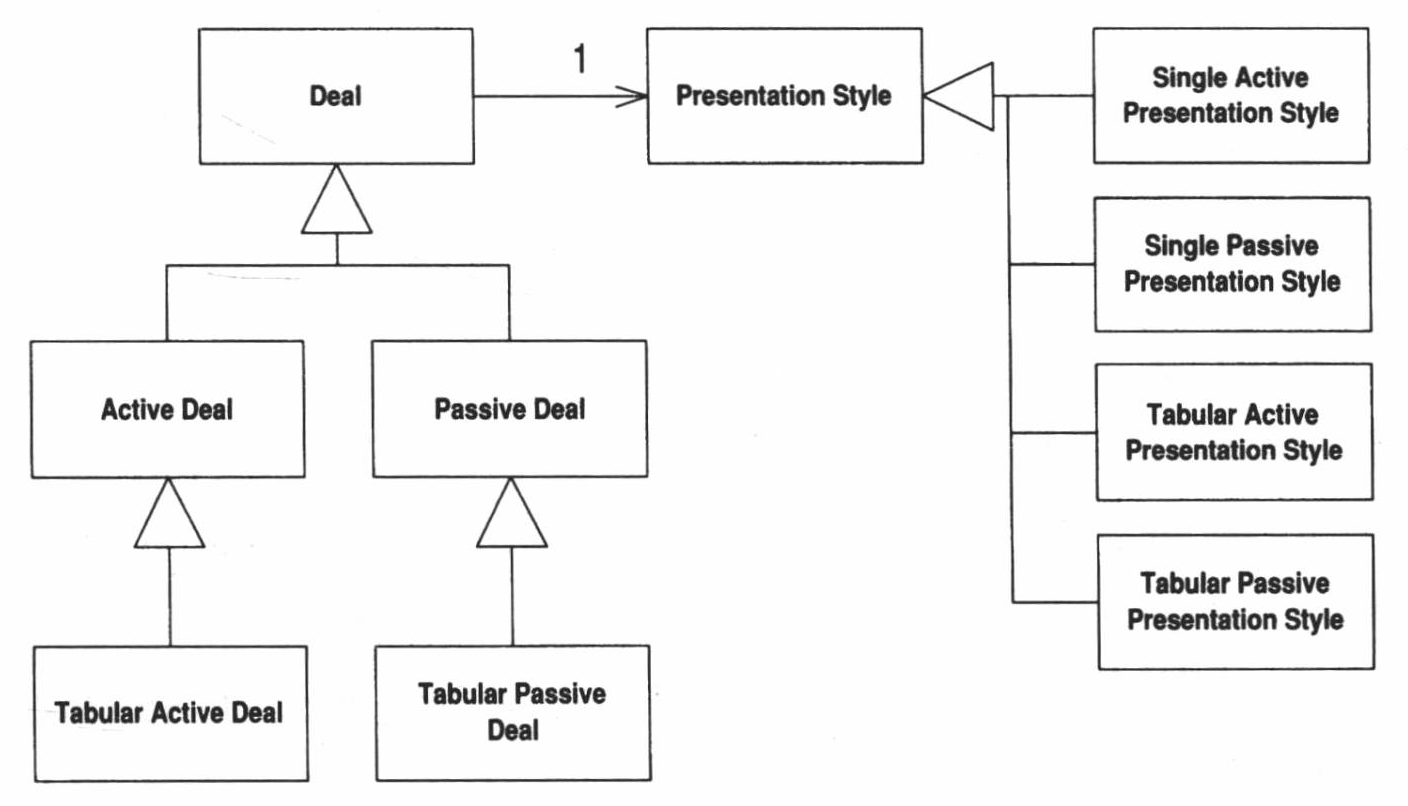 Deal
1
Presentation Style
Single Active
Presentation Style
Single Passive
Presentation Style
Active Deal
Passive Deal
Tabular Active
Presentation Style
Tabular Passive
Presentation Style
Tabular Active Deal
Tabular Passive
Deal